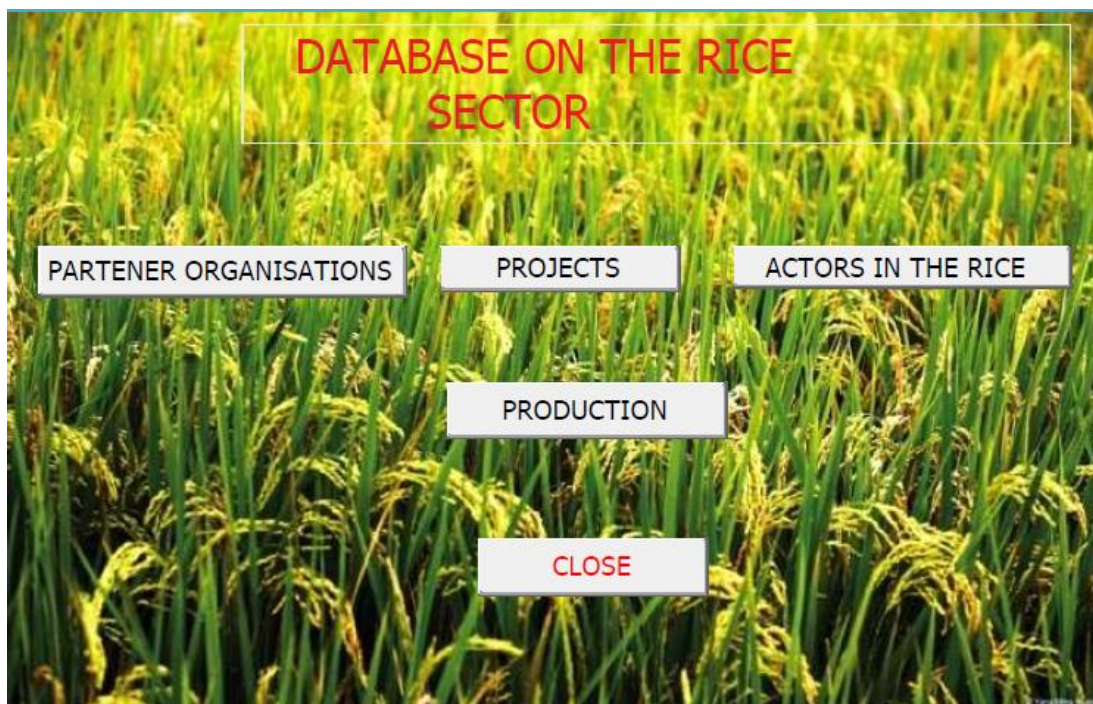 DATABASE ON THE RICE
SECTOR
PARTENER ORGANISATIONS
PROJECTS
ACTORS IN THE RICE
PRODUCTION
CLOSE